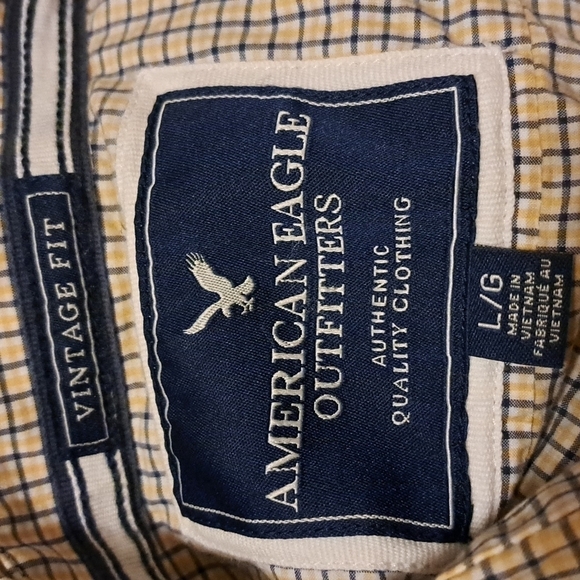 VINTAGE FIT
AMERICAN EAGLE
OUTFITTERS
AUTHENTIC
QUALITY CLOTHING
L/G
MADE IN
VIETNAM
FABRIQUÉ AU
VIETNAM